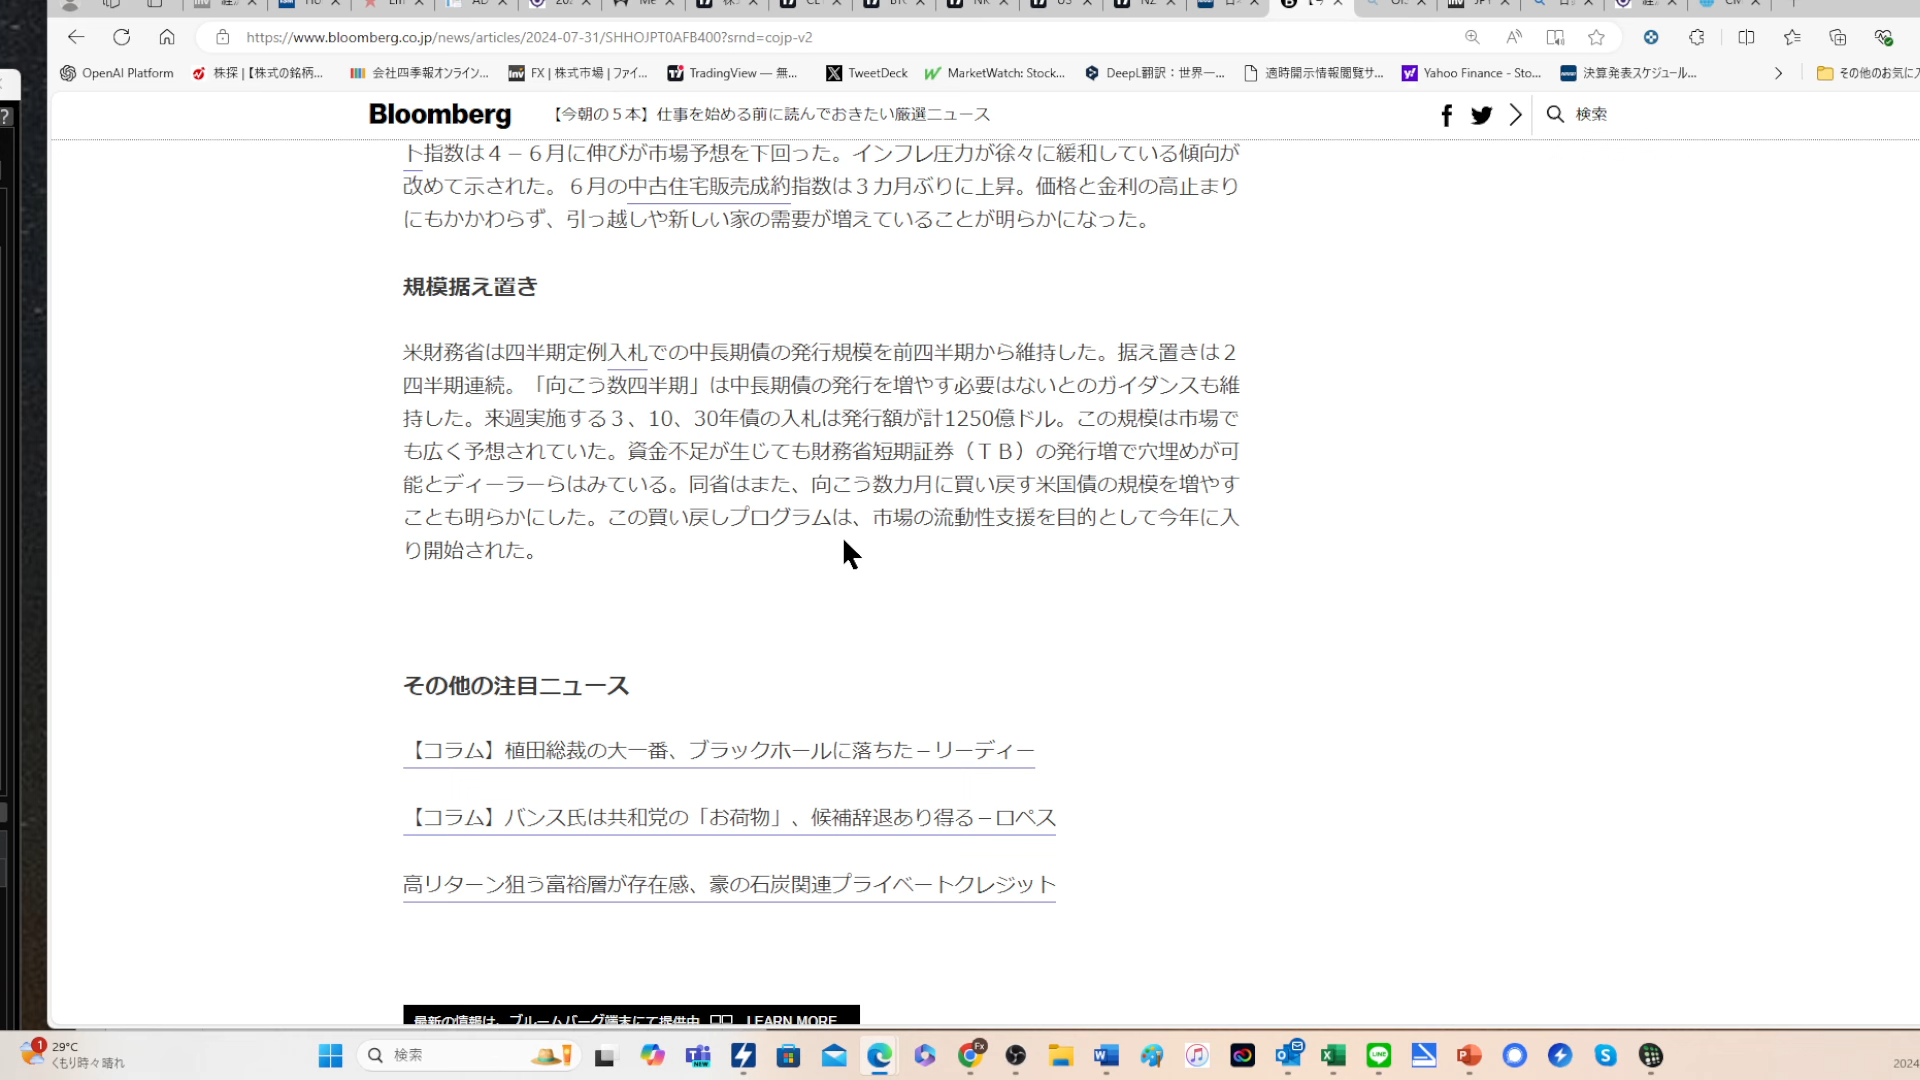 https://www.bloomberg.co.jp/news/articles/2024-07-31/SHHOJPT0AFB400?srnd=cojp-v2
OpenAI Platform 株探 | 【株式の銘柄... 会社四季報オンライン... FX | 株式市場 | ファイ... TradingView — 無... TweetDeck MarketWatch: Stock... DeepL翻訳：世界一... 適時開示情報閲覧サ... Yahoo Finance - Sto... 決算発表スケジュール... その他のお気に入
Bloomberg 【今朝の５本】仕事を始める前に読んでおきたい厳選ニュース 検索
ト指数は４－６月に伸びが市場予想を下回った。インフレ圧力が徐々に緩和している傾向が
改めて示された。６月の中古住宅販売成約指数は３カ月ぶりに上昇。価格と金利の高止まり
にもかかわらず、引っ越しや新しい家の需要が増えていることが明らかになった。
規模据え置き
米財務省は四半期定例入札での中長期債の発行規模を前四半期から維持した。据え置きは２
四半期連続。「向こう数四半期」は中長期債の発行を増やす必要はないとのガイダンスも維
持した。来週実施する３、10、30年債の入札は発行額が計1250億ドル。この規模は市場で
も広く予想されていた。資金不足が生じても財務省短期証券（ＴＢ）の発行増で穴埋めが可
能とディーラーらはみている。同省はまた、向こう数カ月に買い戻す米国債の規模を増やす
ことも明らかにした。この買い戻しプログラムは、市場の流動性支援を目的として今年に入
り開始された。
その他の注目ニュース
【コラム】植田総裁の大一番、ブラックホールに落ちた－リーディー
【コラム】バンス氏は共和党の「お荷物」、候補辞退あり得る－ロペス
高リターン狙う富裕層が存在感、豪の石炭関連プライベートクレジット
最新の情報は、ブルームバーグ端末にて提供中 LEARN MORE
29°C
くもり時々晴れ
検索
2024